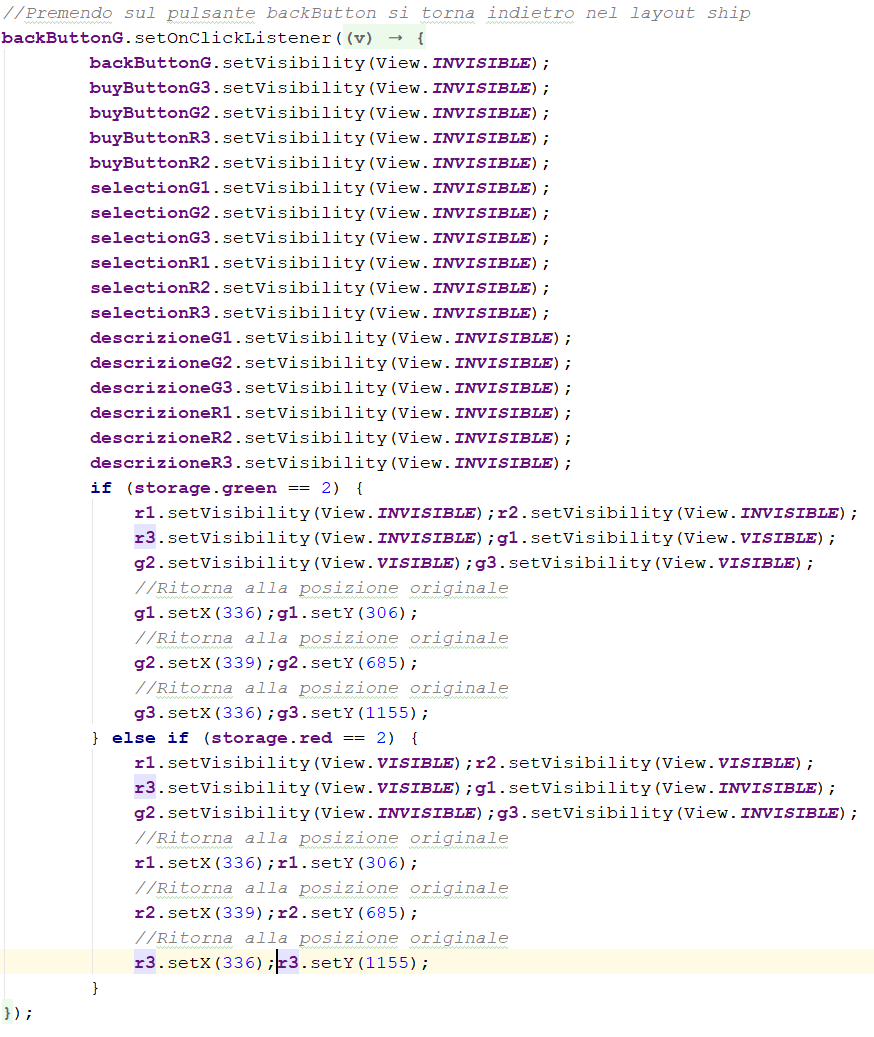 //Premendo sul pulsante backButton si torna indietro nel layout ship
backButtonG.setOnClickListener((v) → {
        backButtonG.setVisibility(View.INVISIBLE);
        buyButtonG3.setVisibility(View.INVISIBLE);
        buyButtonG2.setVisibility(View.INVISIBLE);
        buyButtonR3.setVisibility(View.INVISIBLE);
        buyButtonR2.setVisibility(View.INVISIBLE);
        selectionG1.setVisibility(View.INVISIBLE);
        selectionG2.setVisibility(View.INVISIBLE);
        selectionG3.setVisibility(View.INVISIBLE);
        selectionR1.setVisibility(View.INVISIBLE);
        selectionR2.setVisibility(View.INVISIBLE);
        selectionR3.setVisibility(View.INVISIBLE);
        descrizioneG1.setVisibility(View.INVISIBLE);
        descrizioneG2.setVisibility(View.INVISIBLE);
        descrizioneG3.setVisibility(View.INVISIBLE);
        descrizioneR1.setVisibility(View.INVISIBLE);
        descrizioneR2.setVisibility(View.INVISIBLE);
        descrizioneR3.setVisibility(View.INVISIBLE);
        if (storage.green == 2) {
            r1.setVisibility(View.INVISIBLE);r2.setVisibility(View.INVISIBLE);
            r3.setVisibility(View.INVISIBLE);g1.setVisibility(View.VISIBLE);
            g2.setVisibility(View.VISIBLE);g3.setVisibility(View.VISIBLE);
            //Ritorna alla posizione originale
            g1.setX(336);g1.setY(306);
            //Ritorna alla posizione originale
            g2.setX(339);g2.setY(685);
            //Ritorna alla posizione originale
            g3.setX(336);g3.setY(1155);
        } else if (storage.red == 2) {
            r1.setVisibility(View.VISIBLE);r2.setVisibility(View.VISIBLE);
            r3.setVisibility(View.VISIBLE);g1.setVisibility(View.INVISIBLE);
            g2.setVisibility(View.INVISIBLE);g3.setVisibility(View.INVISIBLE);
            //Ritorna alla posizione originale
            r1.setX(336);r1.setY(306);
            //Ritorna alla posizione originale
            r2.setX(339);r2.setY(685);
            //Ritorna alla posizione originale
            r3.setX(336);r3.setY(1155);
        }
});